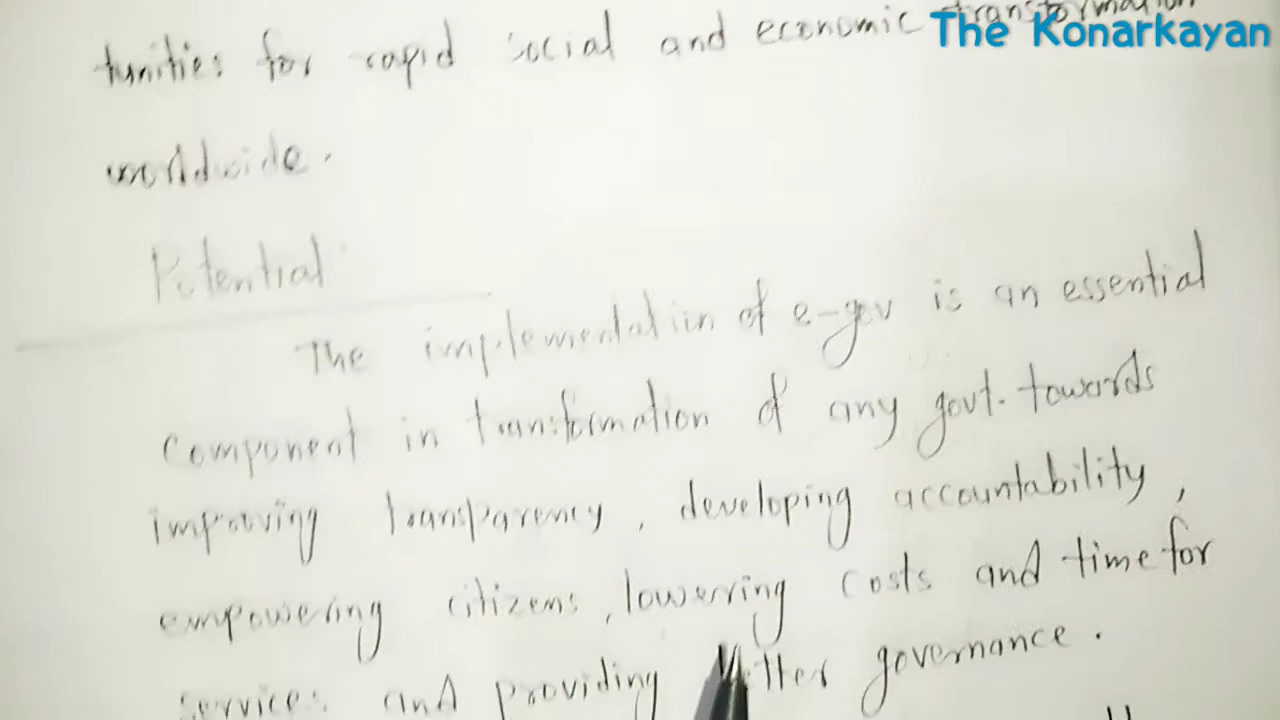 The Konarkayan
tunities for rapid social and economic transformation
worldwide.
Potential
The implementation of e-gov is an essential
component in transformation of any govt. towards
improving transparency, developing accountability,
empowering citizens, lowerring costs and time for
services and providing governance.